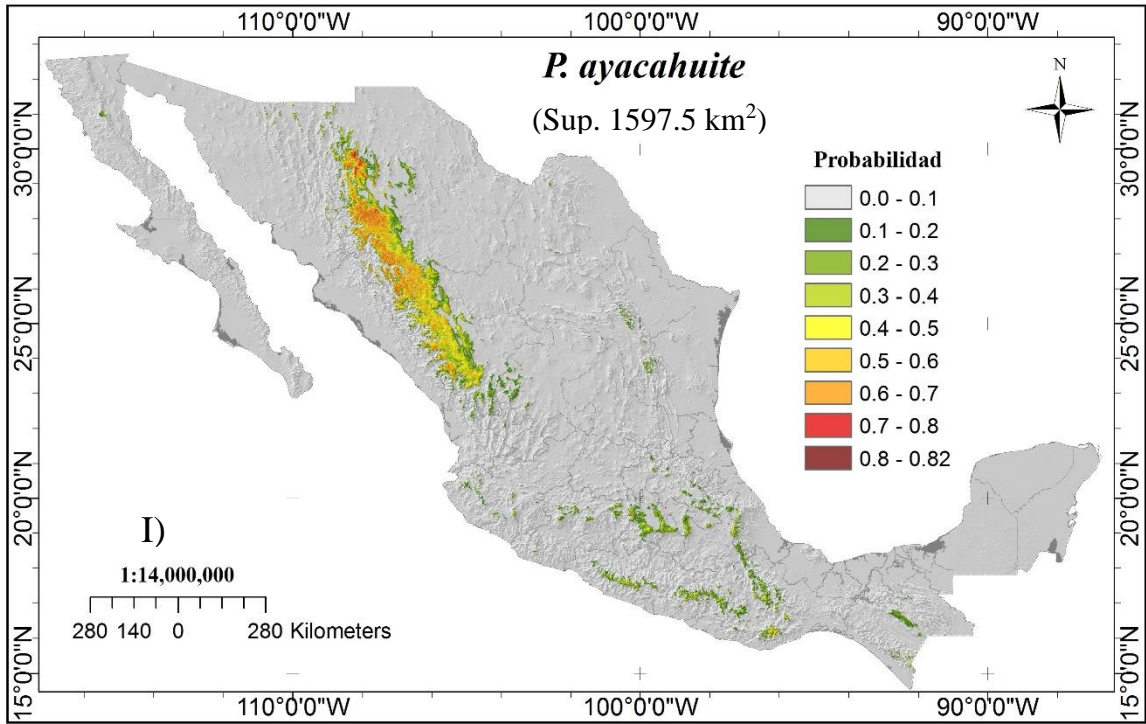 110°0'0"W 100°0'0"W 90°0'0"W
P. ayacahuite
(Sup. 1597.5 km²)
N
Probabilidad
0.0 - 0.1
0.1 - 0.2
0.2 - 0.3
0.3 - 0.4
0.4 - 0.5
0.5 - 0.6
0.6 - 0.7
0.7 - 0.8
0.8 - 0.82
30°0'0"N
25°0'0"N
20°0'0"N
15°0'0"N
30°0'0"N
25°0'0"N
20°0'0"N
15°0'0"N
I)
1:14,000,000
280 140 0 280 Kilometers
110°0'0"W 100°0'0"W 90°0'0"W